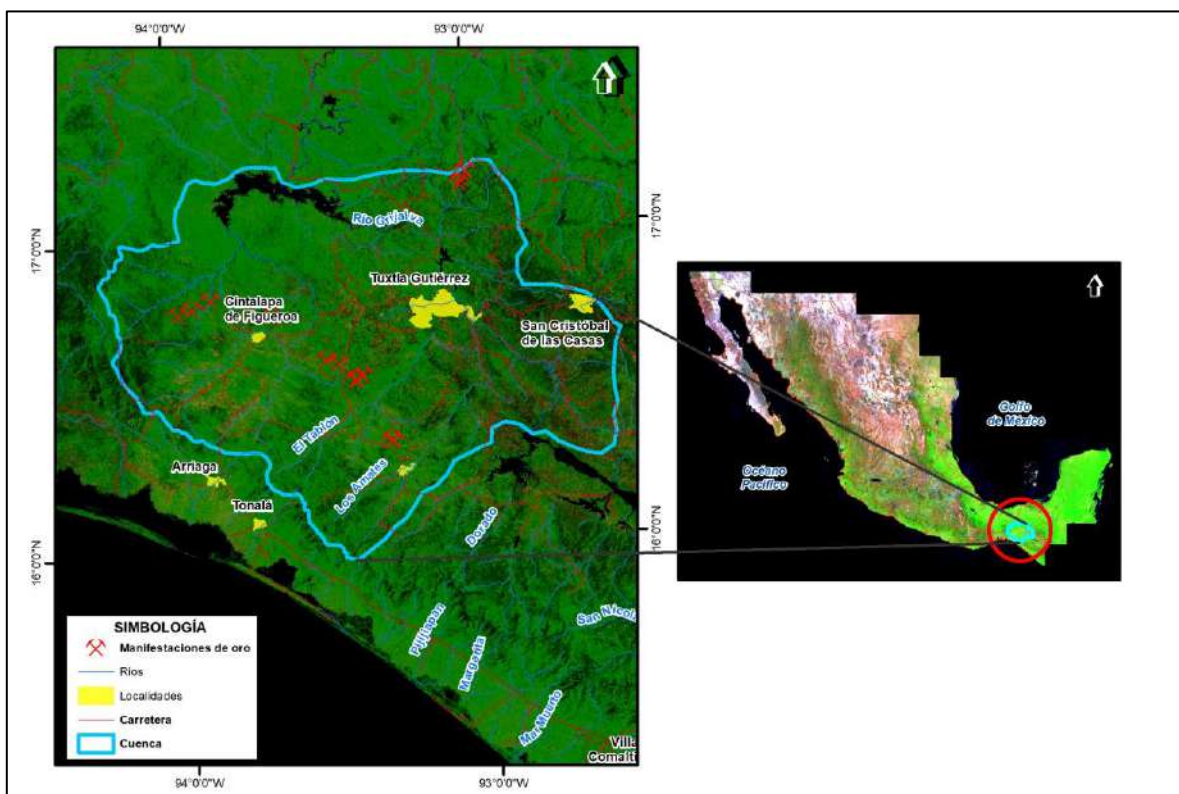 94°0'0"W
93°0'0"W
17°0'0"N
17°0'0"N
Río Grijalva
Tuxtla Gutiérrez
Cintalapa
de Figueroa
San Cristóbal
de las Casas
El Tablón
Los Amates
Arriaga
Tonalá
Dorado
16°0'0"N
16°0'0"N
San Nicola
Pijijiapan
Margarita
Mar Muerto
Villa
Comalti
SIMBOLOGÍA
Manifestaciones de oro
Ríos
Localidades
Carretera
Cuenca
94°0'0"W
93°0'0"W
Golfo
de México
Océano
Pacífico